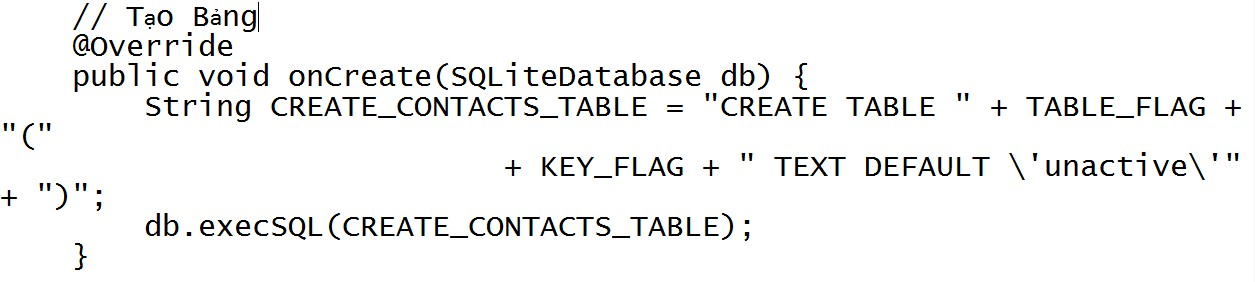 // Tạo Bảng
@Override
public void onCreate(SQLiteDatabase db) {
String CREATE_CONTACTS_TABLE = "CREATE TABLE " + TABLE_FLAG +
"("
+ KEY_FLAG + " TEXT DEFAULT \'unactive\'"
+ ")";
db.execSQL(CREATE_CONTACTS_TABLE);
}